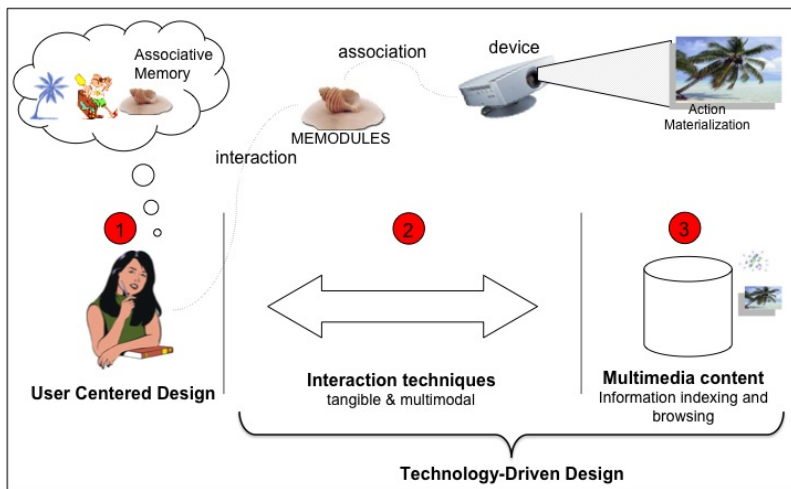 Associative
Memory
association
device
MEMODULES
Action
Materialization
interaction
1
2
3
User Centered Design
Interaction techniques
tangible & multimodal
Multimedia content
Information indexing and
browsing
Technology-Driven Design